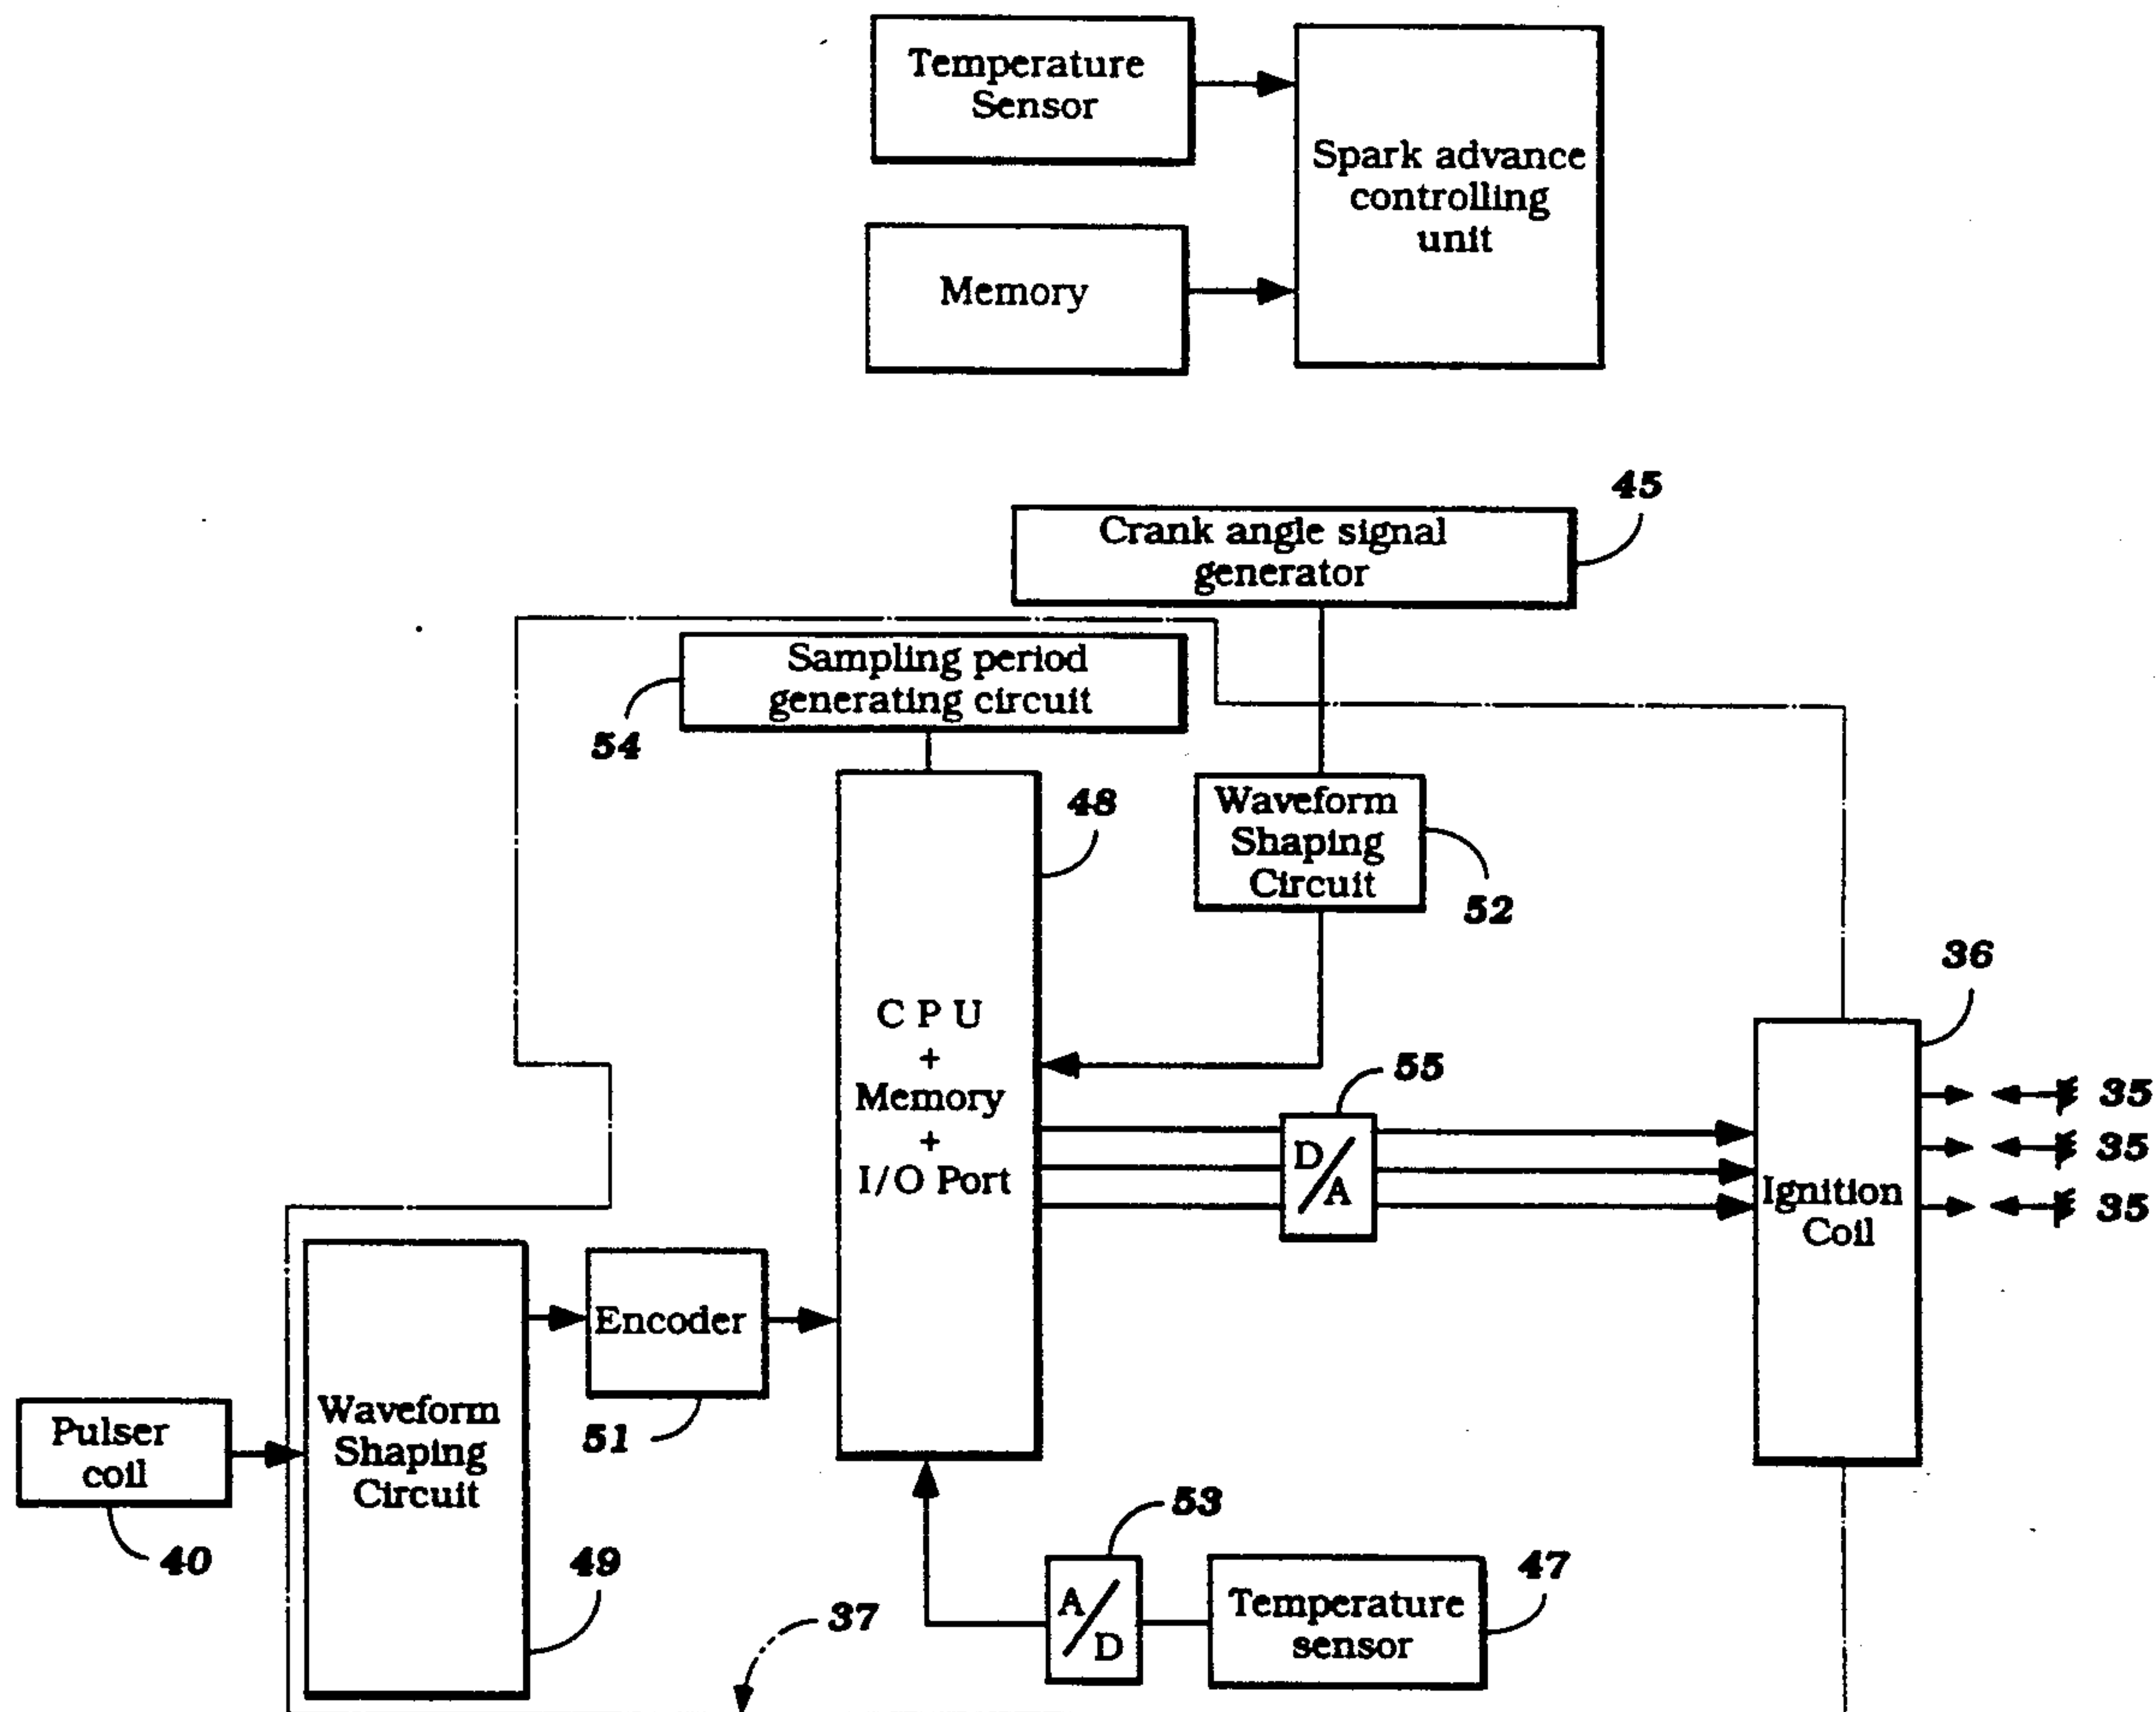 Temperature
Sensor
Spark advance
controlling
unit
Memory
45
Crank angle signal
generator
Sampling period
generating circuit
54
48
Waveform
Shaping
Circuit
52
36
C P U
+
Memory
+
I/O Port
55
D/A
35
35
35
Ignition
Coil
Encoder
51
Pulser
coil
40
Waveform
Shaping
Circuit
49
53
A/D
47
Temperature
sensor
37